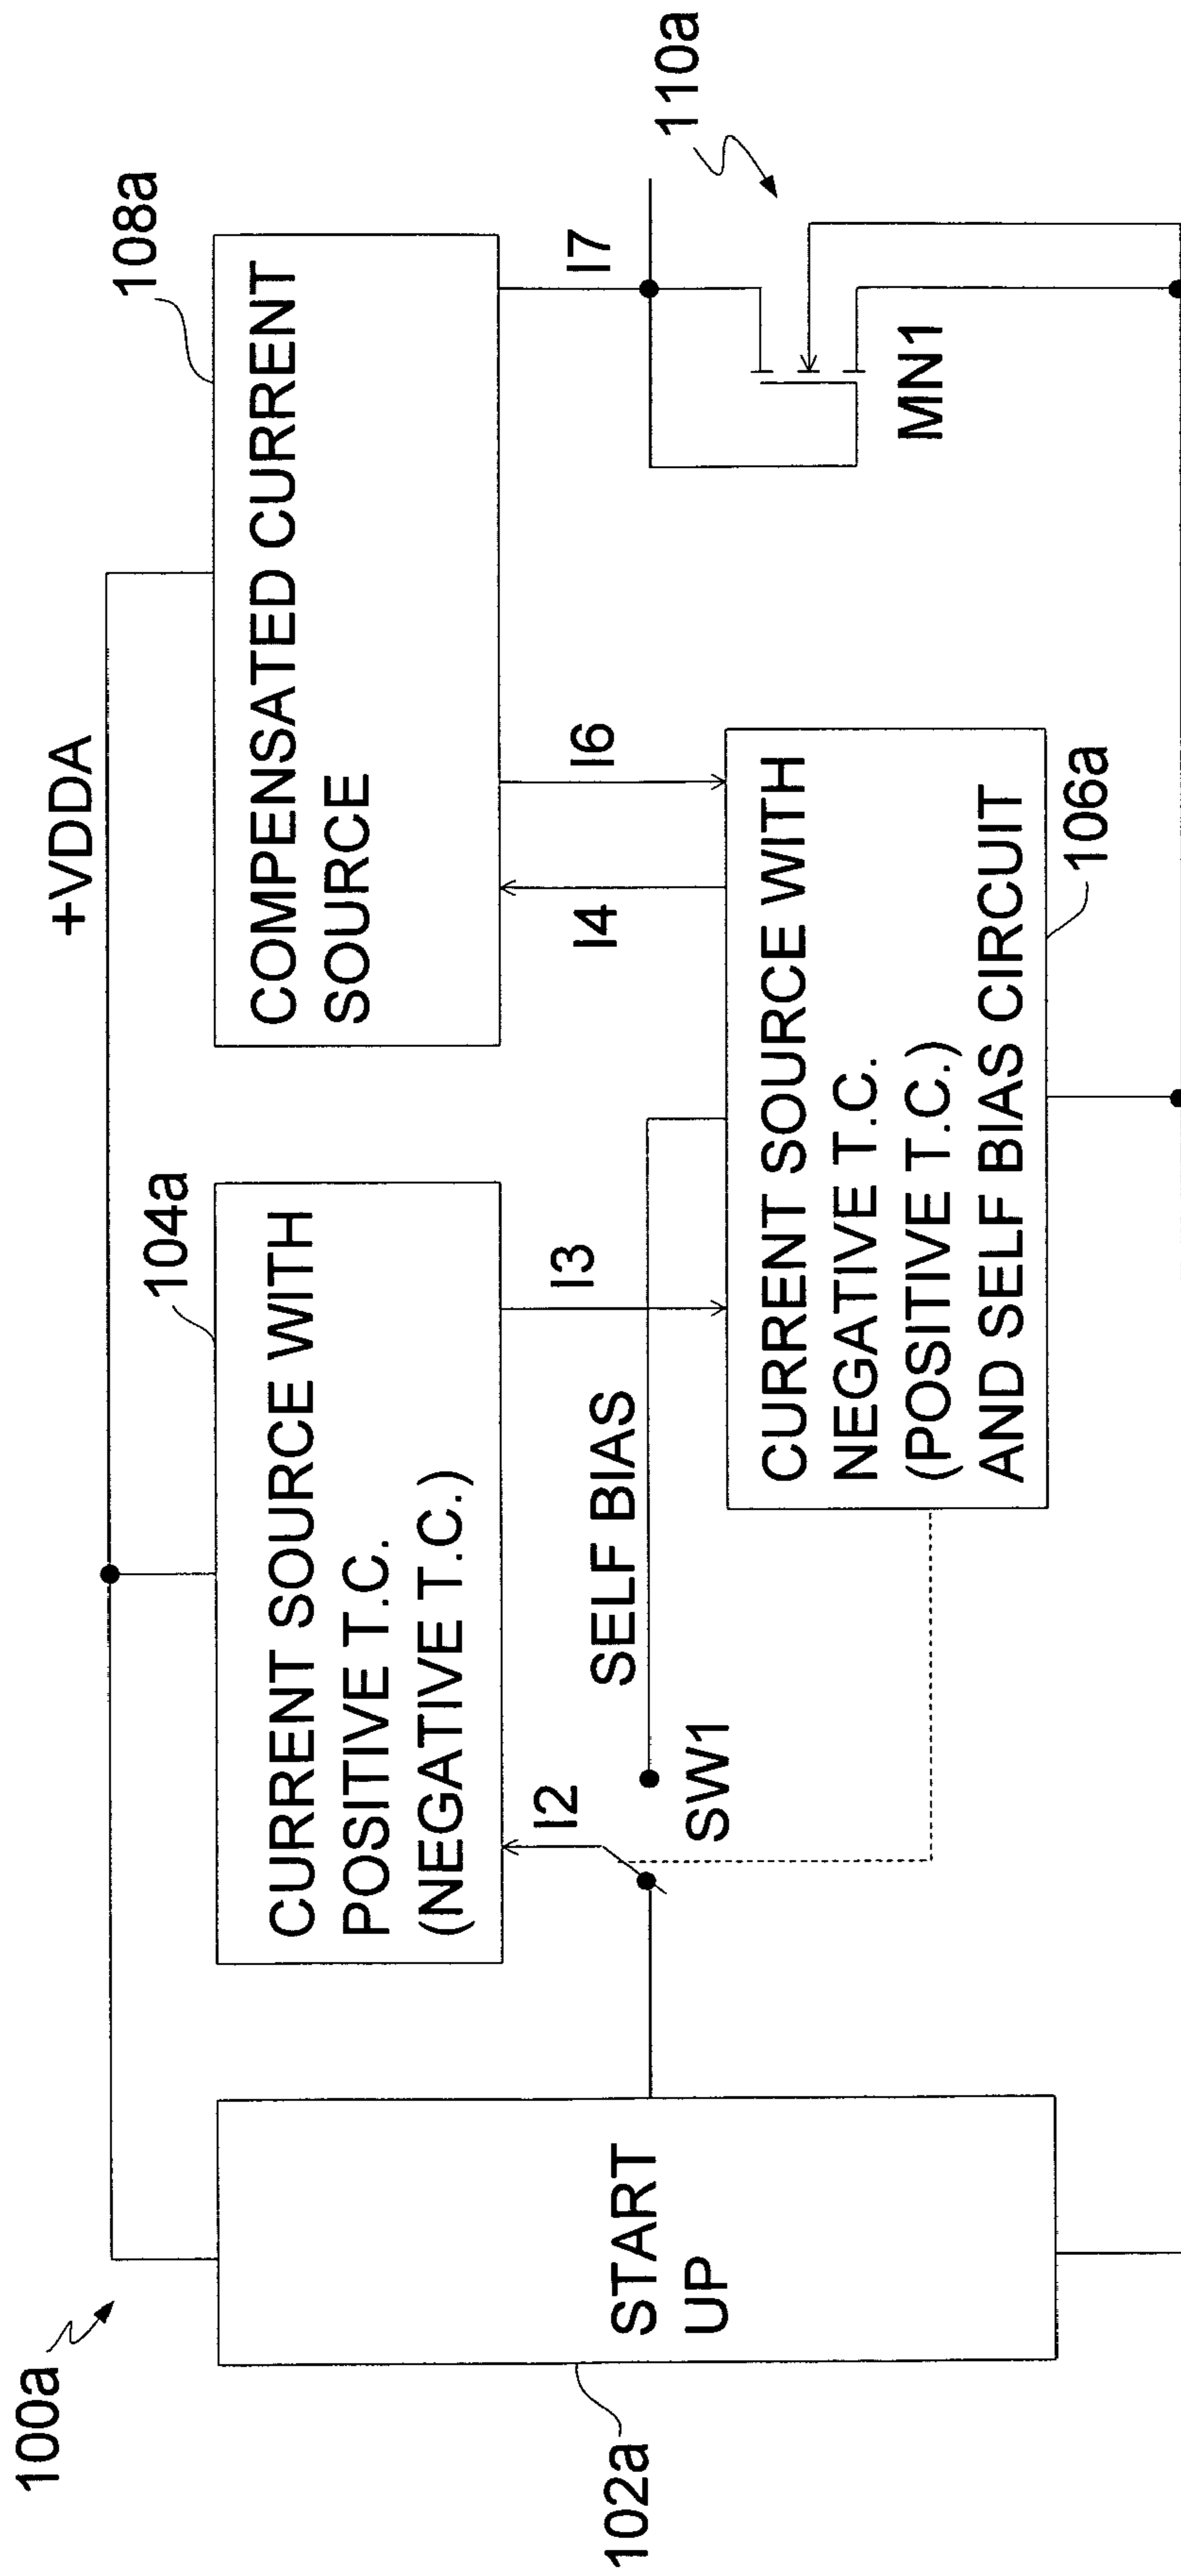 100a
+VDDA
102a
START
UP
104a
CURRENT SOURCE WITH
POSITIVE T.C.
(NEGATIVE T.C.)
I2
SELF BIAS
SW1
I3
108a
COMPENSATED CURRENT
SOURCE
I4
I6
I7
CURRENT SOURCE WITH
NEGATIVE T.C.
(POSITIVE T.C.)
AND SELF BIAS CIRCUIT
106a
110a
MN1